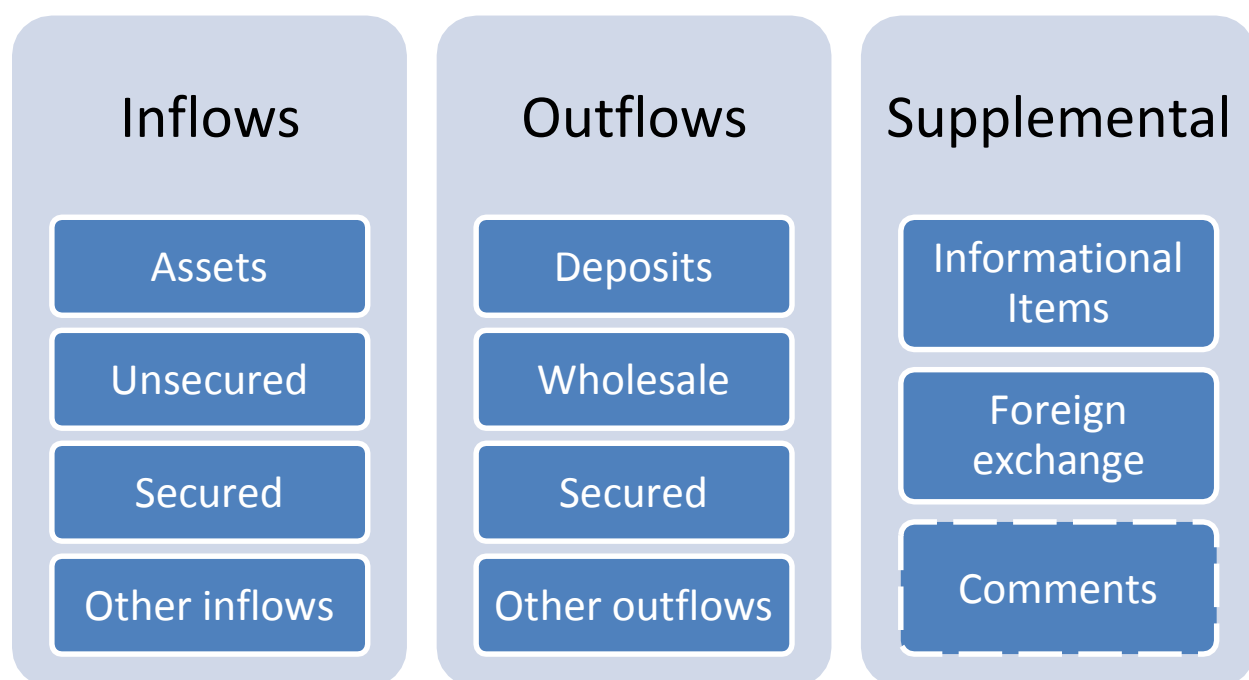 Inflows
Assets
Unsecured
Secured
Other inflows
Outflows
Deposits
Wholesale
Secured
Other outflows
Supplemental
Informational
Items
Foreign
exchange
Comments